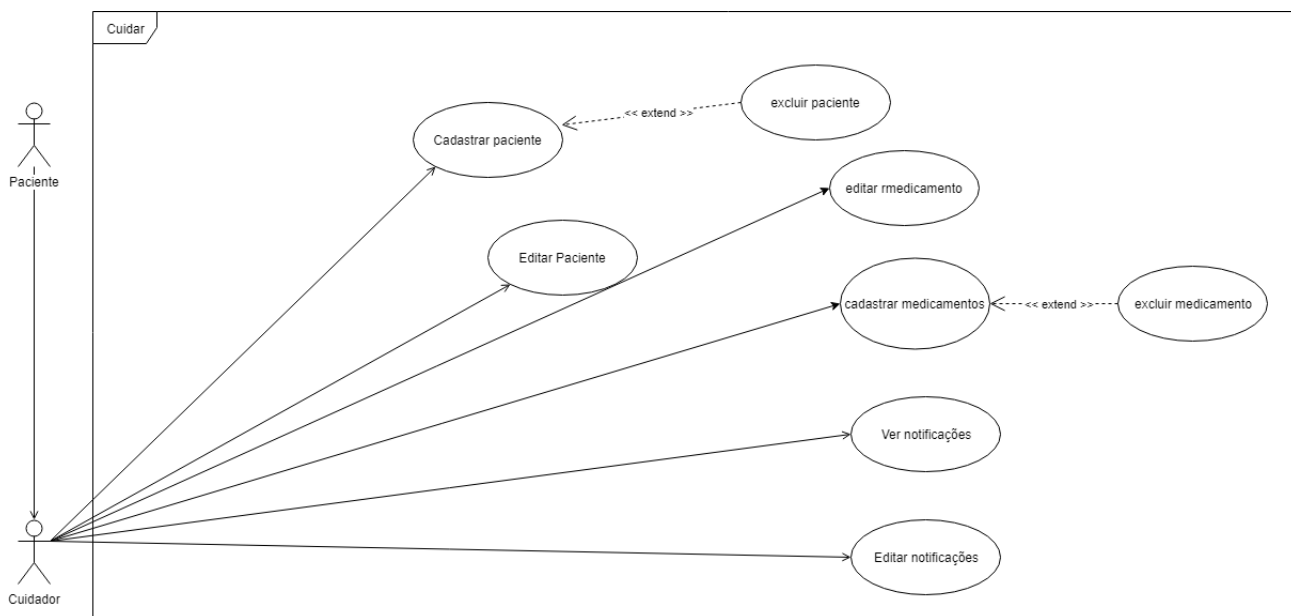 Cuidar
excluir paciente
<< extend >>
Cadastrar paciente
Paciente
editar rmedicamento
Editar Paciente
cadastrar medicamentos
<< extend >>
excluir medicamento
Ver notificações
Editar notificações
Cuidador